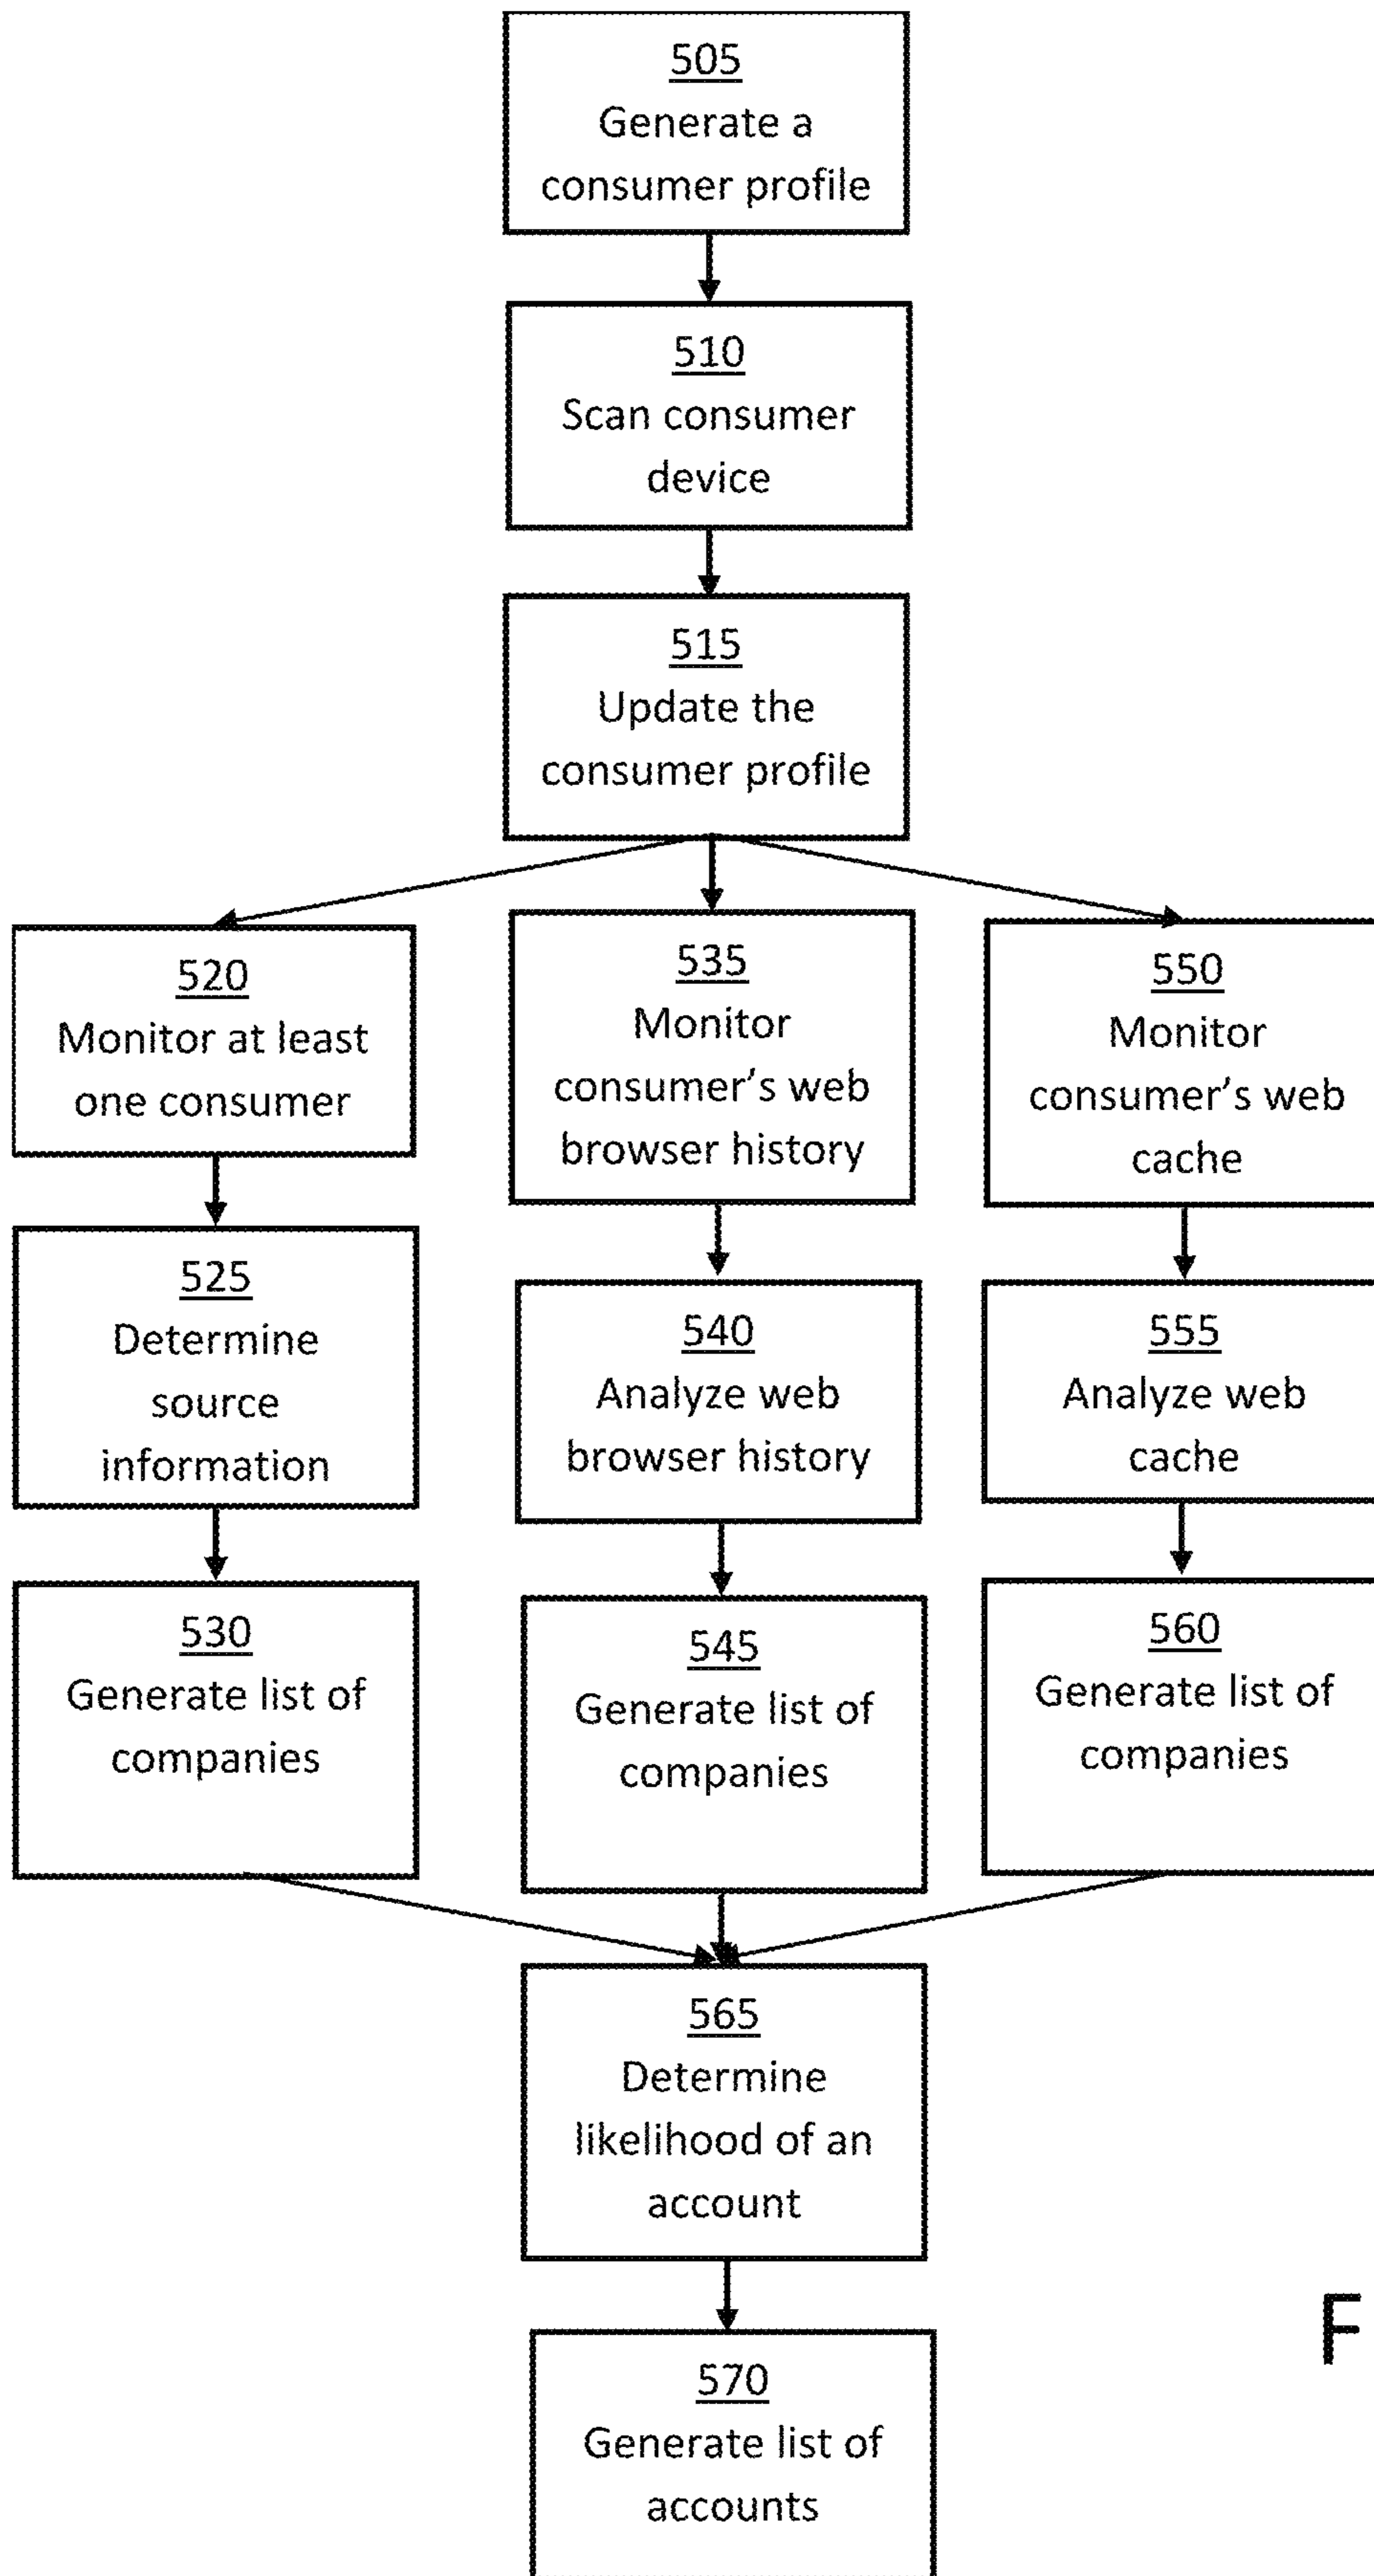 505
Generate a
consumer profile
510
Scan consumer
device
515
Update the
consumer profile
520
Monitor at least
one consumer
525
Determine
source
information
530
Generate list of
companies
535
Monitor
consumer's web
browser history
540
Analyze web
browser history
545
Generate list of
companies
550
Monitor
consumer's web
cache
555
Analyze web
cache
560
Generate list of
companies
565
Determine
likelihood of an
account
570
Generate list of
accounts
F